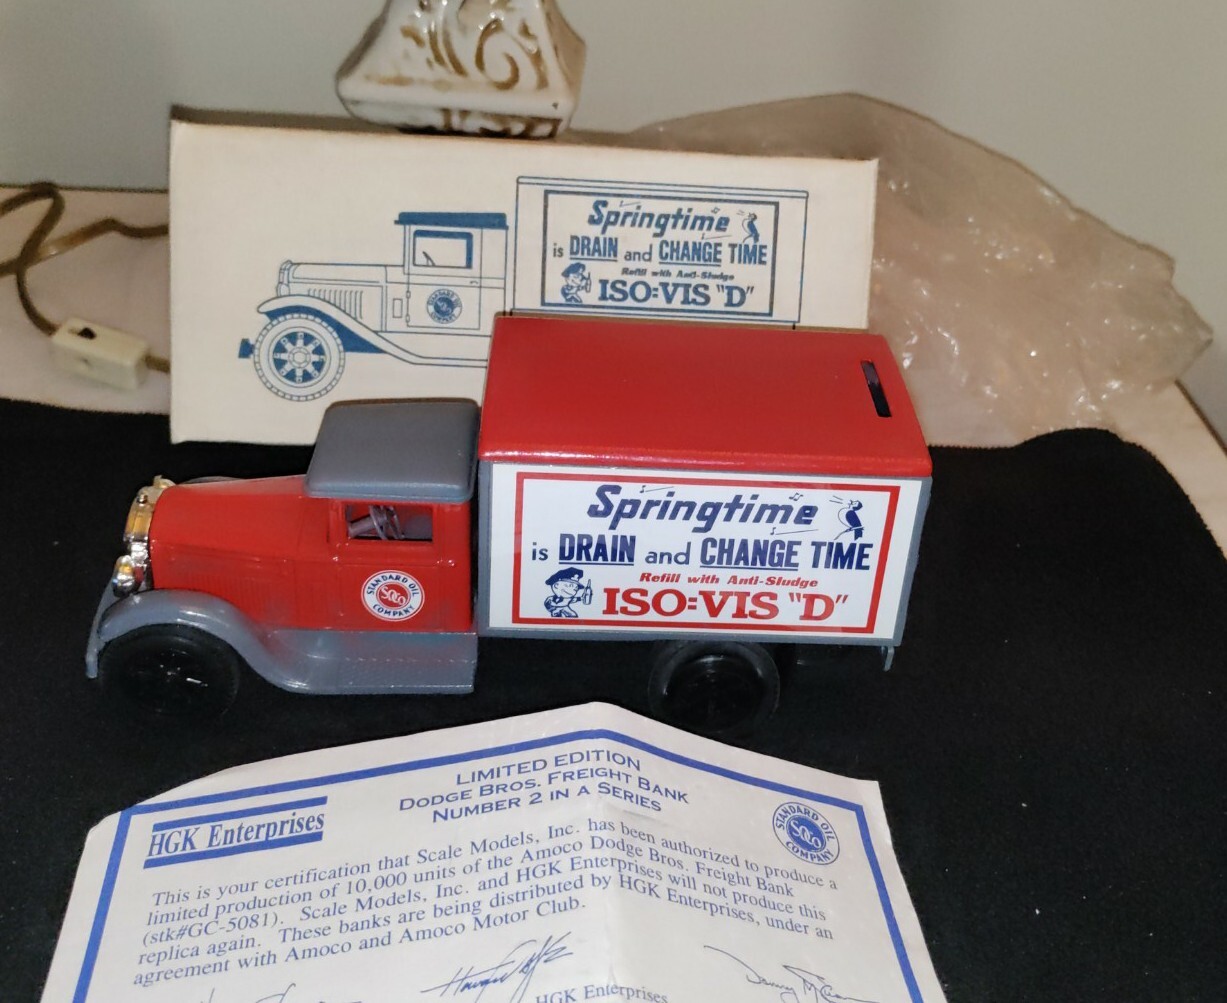 Springtime
is DRAIN and CHANGE TIME
Refill with Anti-Sludge
ISO=VIS "D"
STANDARD OIL
COMPANY
Springtime
is DRAIN and CHANGE TIME
Refill with Anti-Sludge
ISO=VIS "D"
STANDARD OIL
SOCO
COMPANY
LIMITED EDITION
DODGE BROS. FREIGHT BANK
NUMBER 2 IN A SERIES
HGK Enterprises
STANDARD OIL
SOCO
COMPANY
This is your certification that Scale Models, Inc. has been authorized to produce a
limited production of 10,000 units of the Amoco Dodge Bros. Freight Bank
(stk#GC-5081). Scale Models, Inc. and HGK Enterprises will not produce this
replica again. These banks are being distributed by HGK Enterprises, under an
agreement with Amoco and Amoco Motor Club.
HGK Enterprises